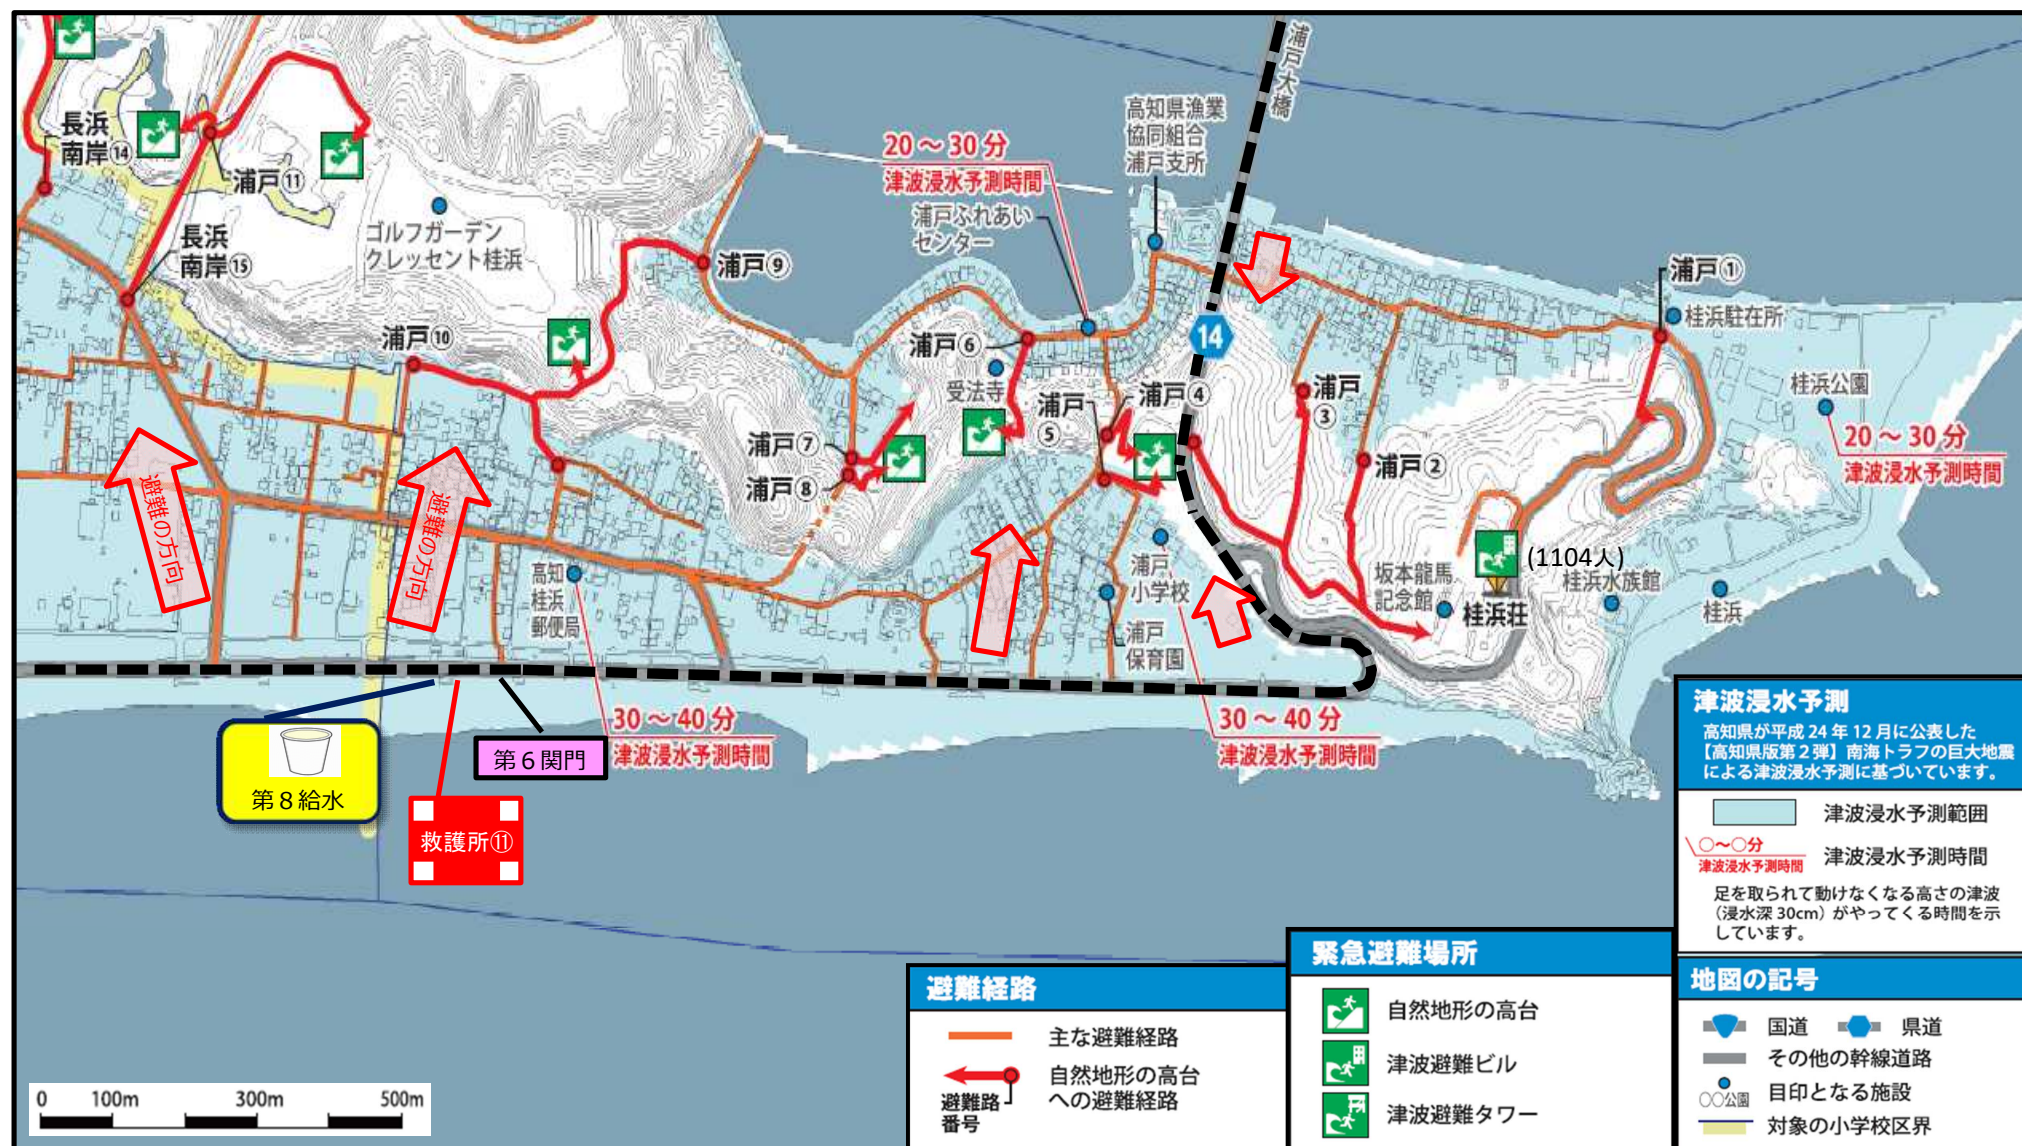 浦戸大橋
高知県漁業
協同組合
浦戸支所
20～30分
津波浸水予測時間
浦戸ふれあい
センター
長浜
南岸⑭
浦戸⑪
長浜
南岸⑮
ゴルフガーデン
クレッセント桂浜
浦戸⑨
浦戸①
桂浜駐在所
浦戸⑩
浦戸⑥
受法寺
14
浦戸④
浦戸
⑤
浦戸
③
桂浜公園
20～30分
津波浸水予測時間
浦戸⑦
浦戸⑧
浦戸②
避難の方向
避難の方向
高知
桂浜
郵便局
浦戸
小学校
浦戸
保育園
坂本龍馬
記念館
桂浜荘
(1104人)
桂浜水族館
桂浜
30～40分
津波浸水予測時間
30～40分
津波浸水予測時間
第８給水
第６関門
救護所⑪
津波浸水予測
高知県が平成24年12月に公表した
【高知県版第２弾】南海トラフの巨大地震
による津波浸水予測に基づいています。
津波浸水予測範囲
○～○分
津波浸水予測時間
津波浸水予測時間
足を取られて動けなくなる高さの津波
（浸水深30cm）がやってくる時間を示
しています。
避難経路
主な避難経路
自然地形の高台
への避難経路
避難路
番号
緊急避難場所
自然地形の高台
津波避難ビル
津波避難タワー
地図の記号
国道
県道
その他の幹線道路
○○公園
目印となる施設
対象の小学校区界
0 100m 300m 500m